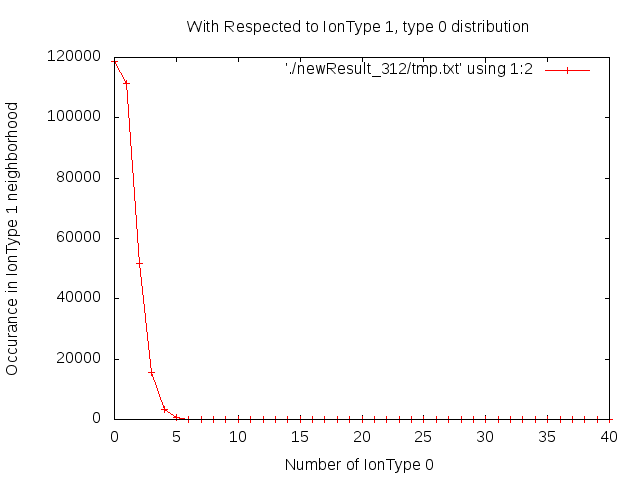 With Respected to IonType 1, type 0 distribution
'./newResult_312/tmp.txt' using 1:2
Occurance in IonType 1 neighborhood
120000
100000
80000
60000
40000
20000
0
0 5 10 15 20 25 30 35 40
Number of IonType 0